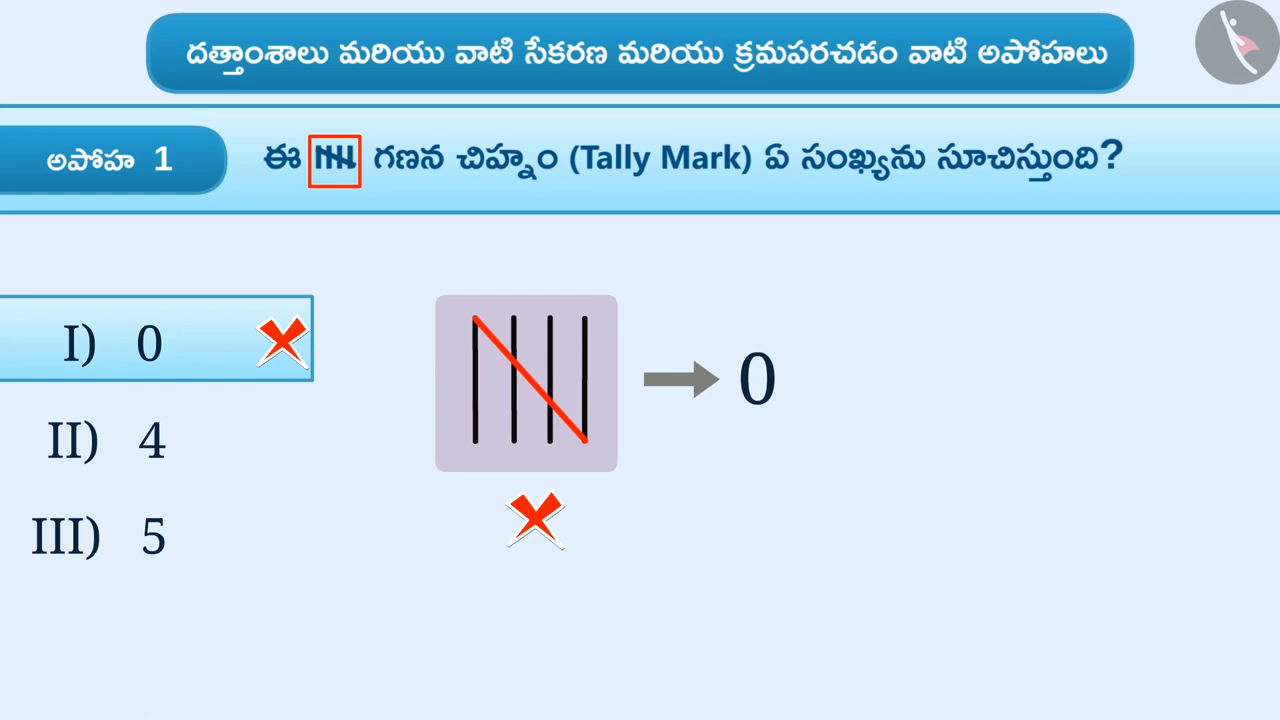 దత్తాంశాలు మరియు వాటి సేకరణ మరియు క్రమపరచడం వాటి అపోహలు
అపోహ 1
ఈ గణన చిహ్నం (Tally Mark) ఏ సంఖ్యను సూచిస్తుంది?
I) 0
0
II) 4
III) 5